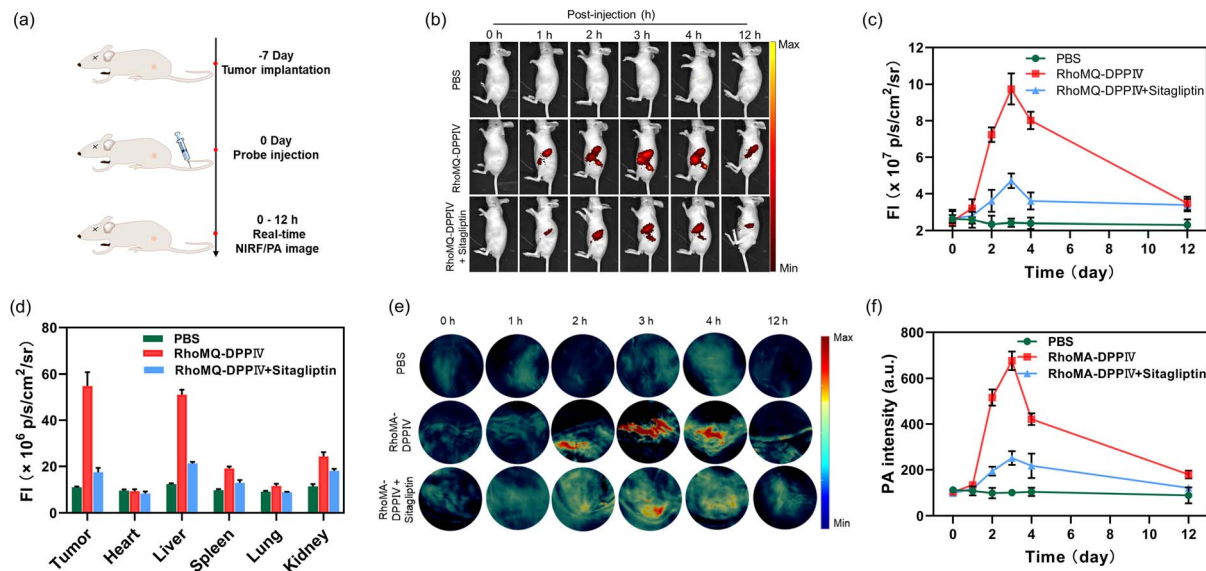 (a)
-7 Day
Tumor implantation
0 Day
Probe injection
0 - 12 h
Real-time
NIRF/PA image
(b)
Post-injection (h)
0 h 1 h 2 h 3 h 4 h 12 h
PBS
RhoMQ-DPPIV
RhoMQ-DPPIV
+ Sitagliptin
Max
Min
(c)
FI (× 10⁷ p/s/cm²/sr)
12
10
8
6
4
2
0 2 4 6 8 10 12
Time (day)
PBS
RhoMQ-DPPⅣ
RhoMQ-DPPⅣ+Sitagliptin
(d)
FI (× 10⁶ p/s/cm²/sr)
80
60
40
20
0
PBS
RhoMQ-DPPⅣ
RhoMQ-DPPⅣ+Sitagliptin
Tumor Heart Liver Spleen Lung Kidney
(e)
0 h 1 h 2 h 3 h 4 h 12 h
PBS
RhoMA-
DPPIV
RhoMA-
DPPIV +
Sitagliptin
Max
Min
(f)
PA intensity (a.u.)
800
600
400
200
0
0 2 4 6 8 10 12
Time (day)
PBS
RhoMA-DPPⅣ
RhoMA-DPPⅣ+Sitagliptin